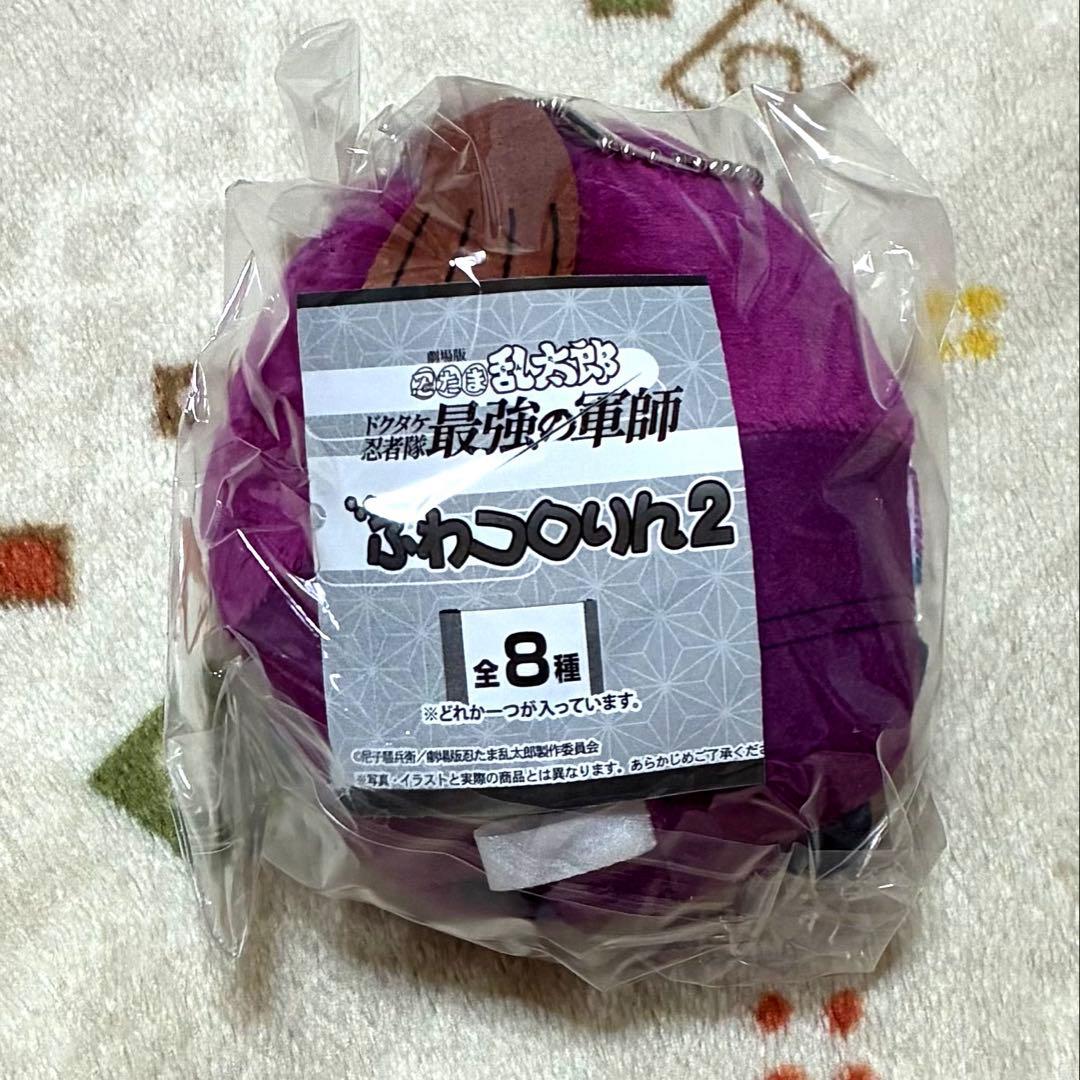 劇場版
忍たま乱太郎
ドクタケ忍者隊 最強の軍師
ふわコロりん2
全8種
※どれか一つが入っています。
©尼子騒兵衛／劇場版忍たま乱太郎製作委員会
※写真・イラストと実際の商品とは異なります。あらかじめご了承くださ